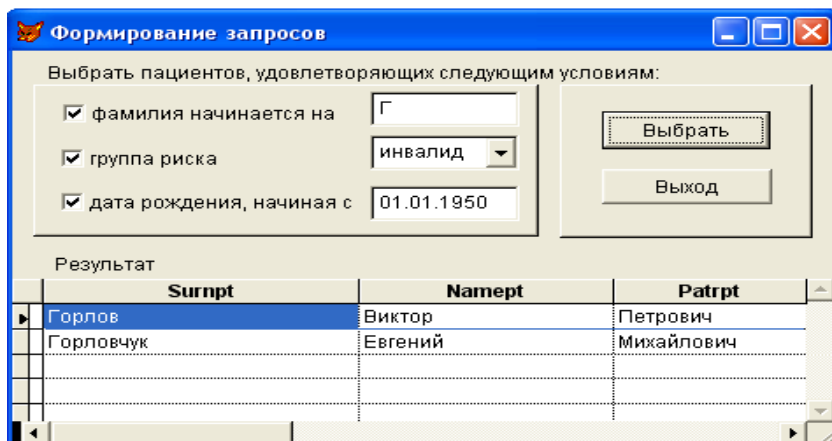 Формирование запросов
Выбрать пациентов, удовлетворяющих следующим условиям:
фамилия начинается на Г
Выбрать
группа риска инвалид
Выход
дата рождения, начиная с 01.01.1950
Результат
Surnpt Namept Patrpt
Горлов Виктор Петрович
Горловчук Евгений Михайлович